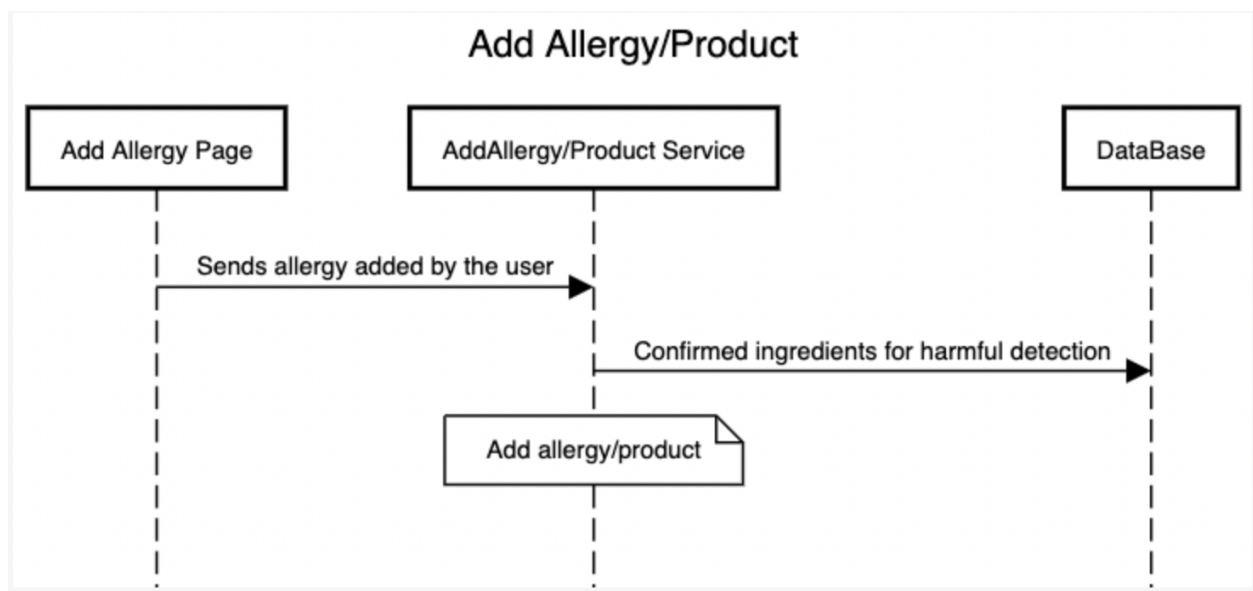 Add Allergy/Product
Add Allergy Page
AddAllergy/Product Service
DataBase
Sends allergy added by the user
Confirmed ingredients for harmful detection
Add allergy/product